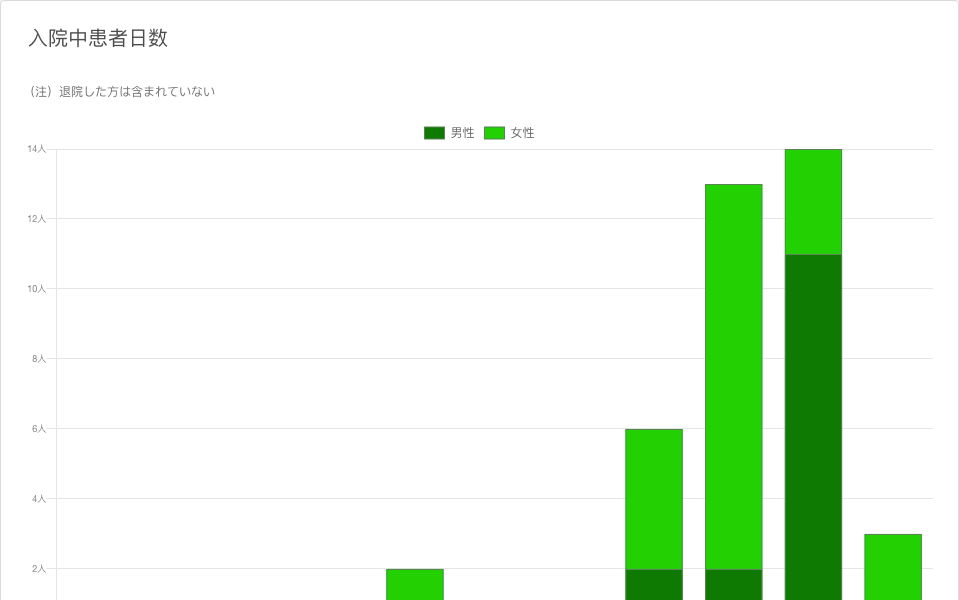 入院中患者日数
（注）退院した方は含まれていない
男性 女性
14人
12人
10人
8人
6人
4人
2人